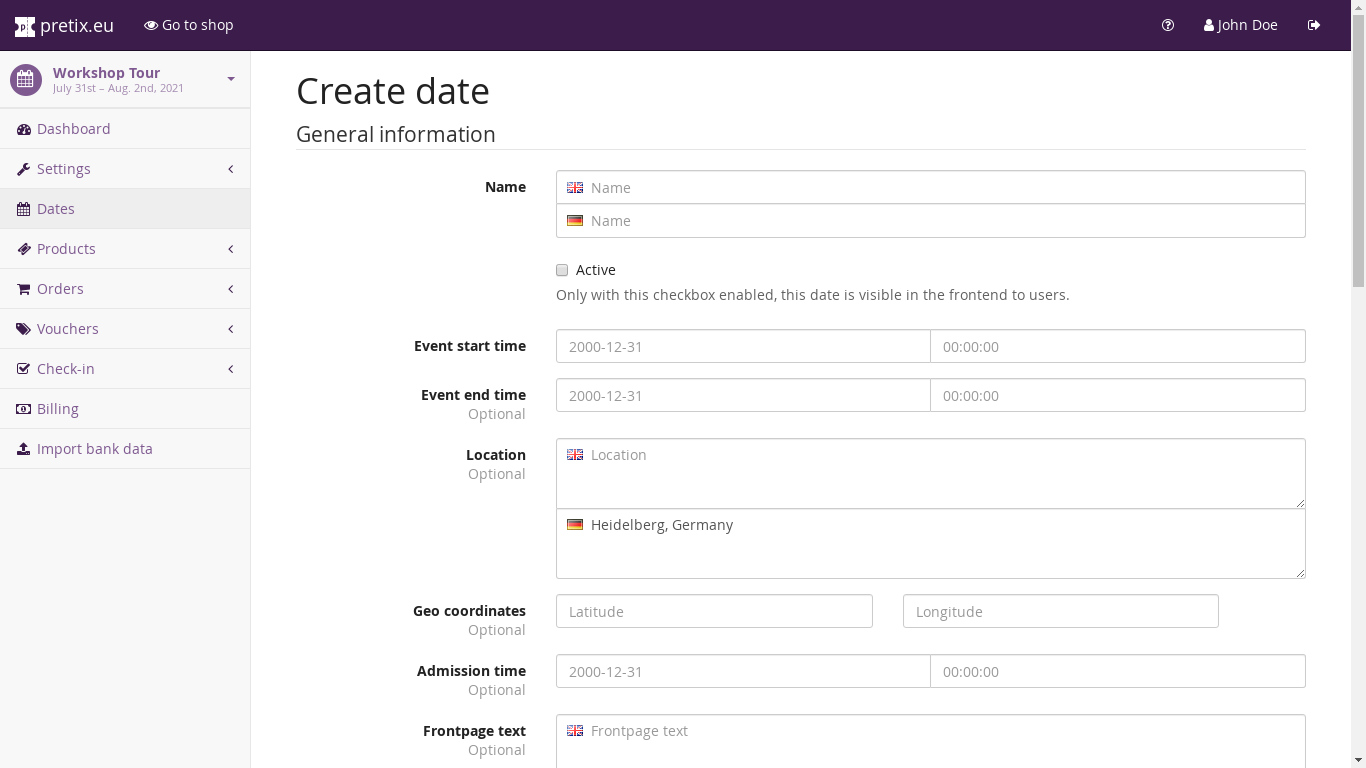 pretix.eu
Go to shop
John Doe
Workshop Tour
July 31st – Aug. 2nd, 2021
Dashboard
Settings
Dates
Products
Orders
Vouchers
Check-in
Billing
Import bank data
Create date
General information
Name
Name
Name
Active
Only with this checkbox enabled, this date is visible in the frontend to users.
Event start time
2000-12-31
00:00:00
Event end time
Optional
2000-12-31
00:00:00
Location
Optional
Location
Heidelberg, Germany
Geo coordinates
Optional
Latitude
Longitude
Admission time
Optional
2000-12-31
00:00:00
Frontpage text
Optional
Frontpage text